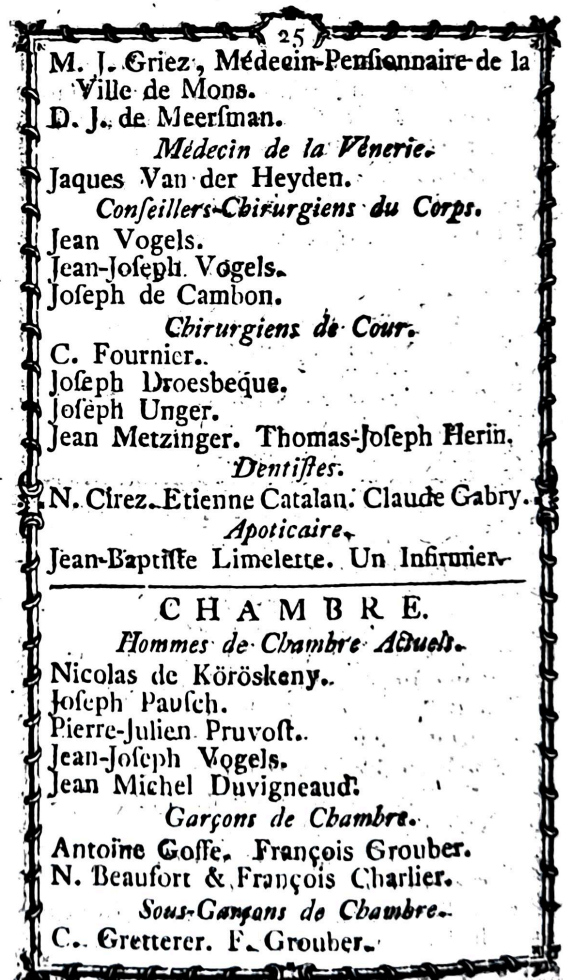 25
M. J. Griez, Médecin-Penſionnaire de la
Ville de Mons.
D. J. de Meerſman.
Médecin de la Vénerie.
Jaques Van der Heyden.
Conſeillers-Chirurgiens du Corps.
Jean Vogels.
Jean-Joſeph Vogels.
Joſeph de Cambon.
Chirurgiens de Cour.
C. Fournier.
Joſeph Droesbeque.
Joſeph Unger.
Jean Metzinger. Thomas-Joſeph Herin.
Dentiſtes.
N. Cirez. Etienne Catalan. Claude Gabry.
Apoticaire.
Jean-Baptiſte Limelette. Un Infirmier.
CHAMBRE.
Hommes de Chambre Actuels.
Nicolas de Köröskeny.
Joſeph Pauſch.
Pierre-Julien Pruvoſt.
Jean-Joſeph Vogels.
Jean Michel Duvigneaud.
Garçons de Chambre.
Antoine Goſſe. François Grouber.
N. Beaufort & François Charlier.
Sous-Garçons de Chambre.
C. Gretterer. F. Grouber.